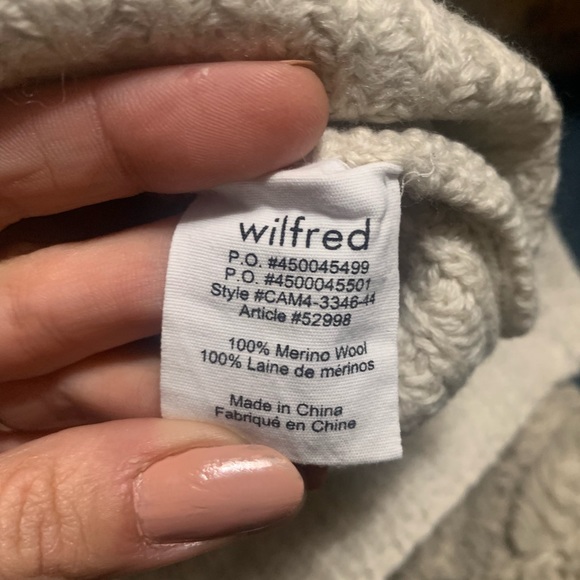 wilfred
P.O. #450045499
P.O. #4500045501
Style #CAM4-3346-44
Article #52998
100% Merino Wool
100% Laine de mérinos
Made in China
Fabriqué en Chine